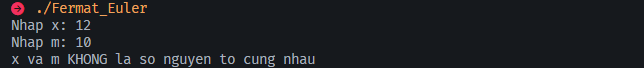 ./Fermat_Euler
Nhap x: 12
Nhap m: 10
x va m KHONG la so nguyen to cung nhau